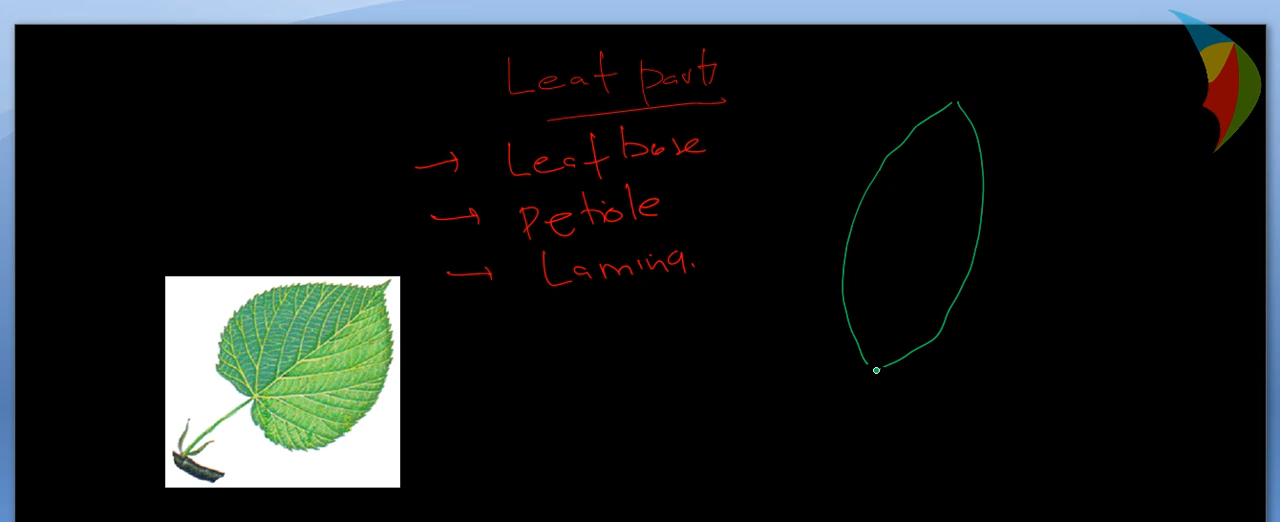 Leaf parts
→ Leaf base
→ Petiole
→ Lamina.